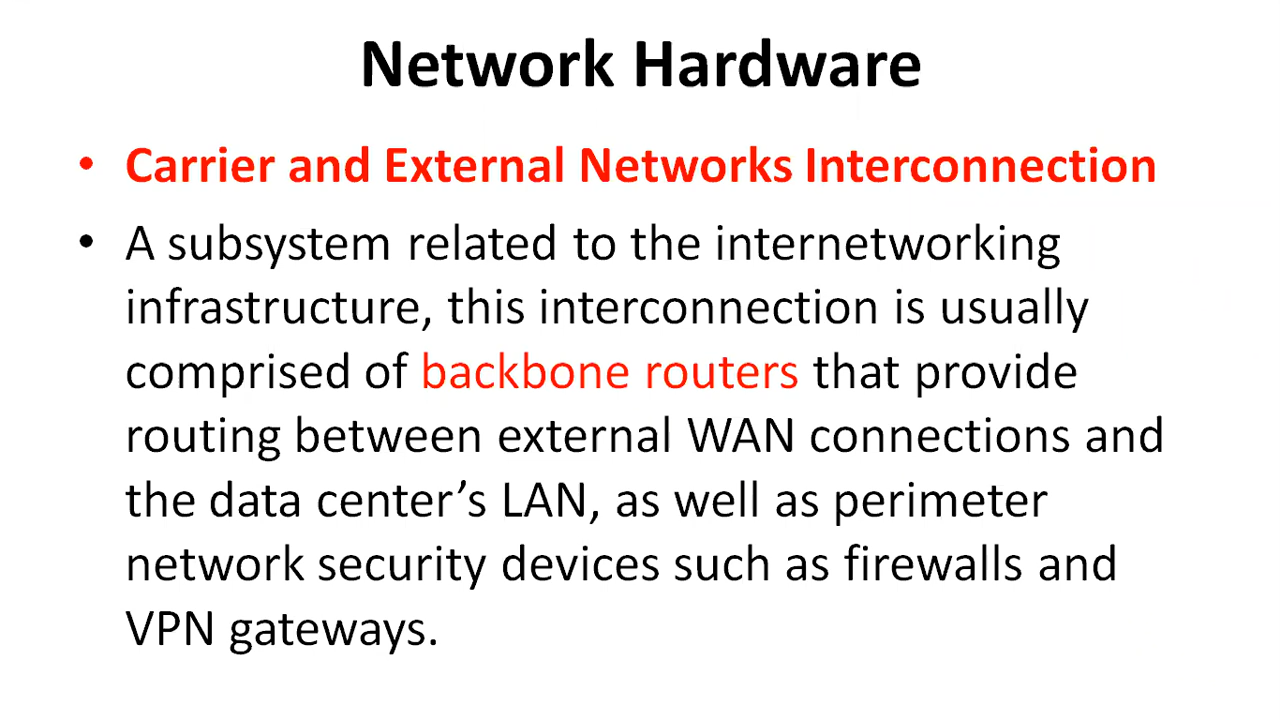 Network Hardware
• Carrier and External Networks Interconnection
• A subsystem related to the internetworking
infrastructure, this interconnection is usually
comprised of backbone routers that provide
routing between external WAN connections and
the data center’s LAN, as well as perimeter
network security devices such as firewalls and
VPN gateways.